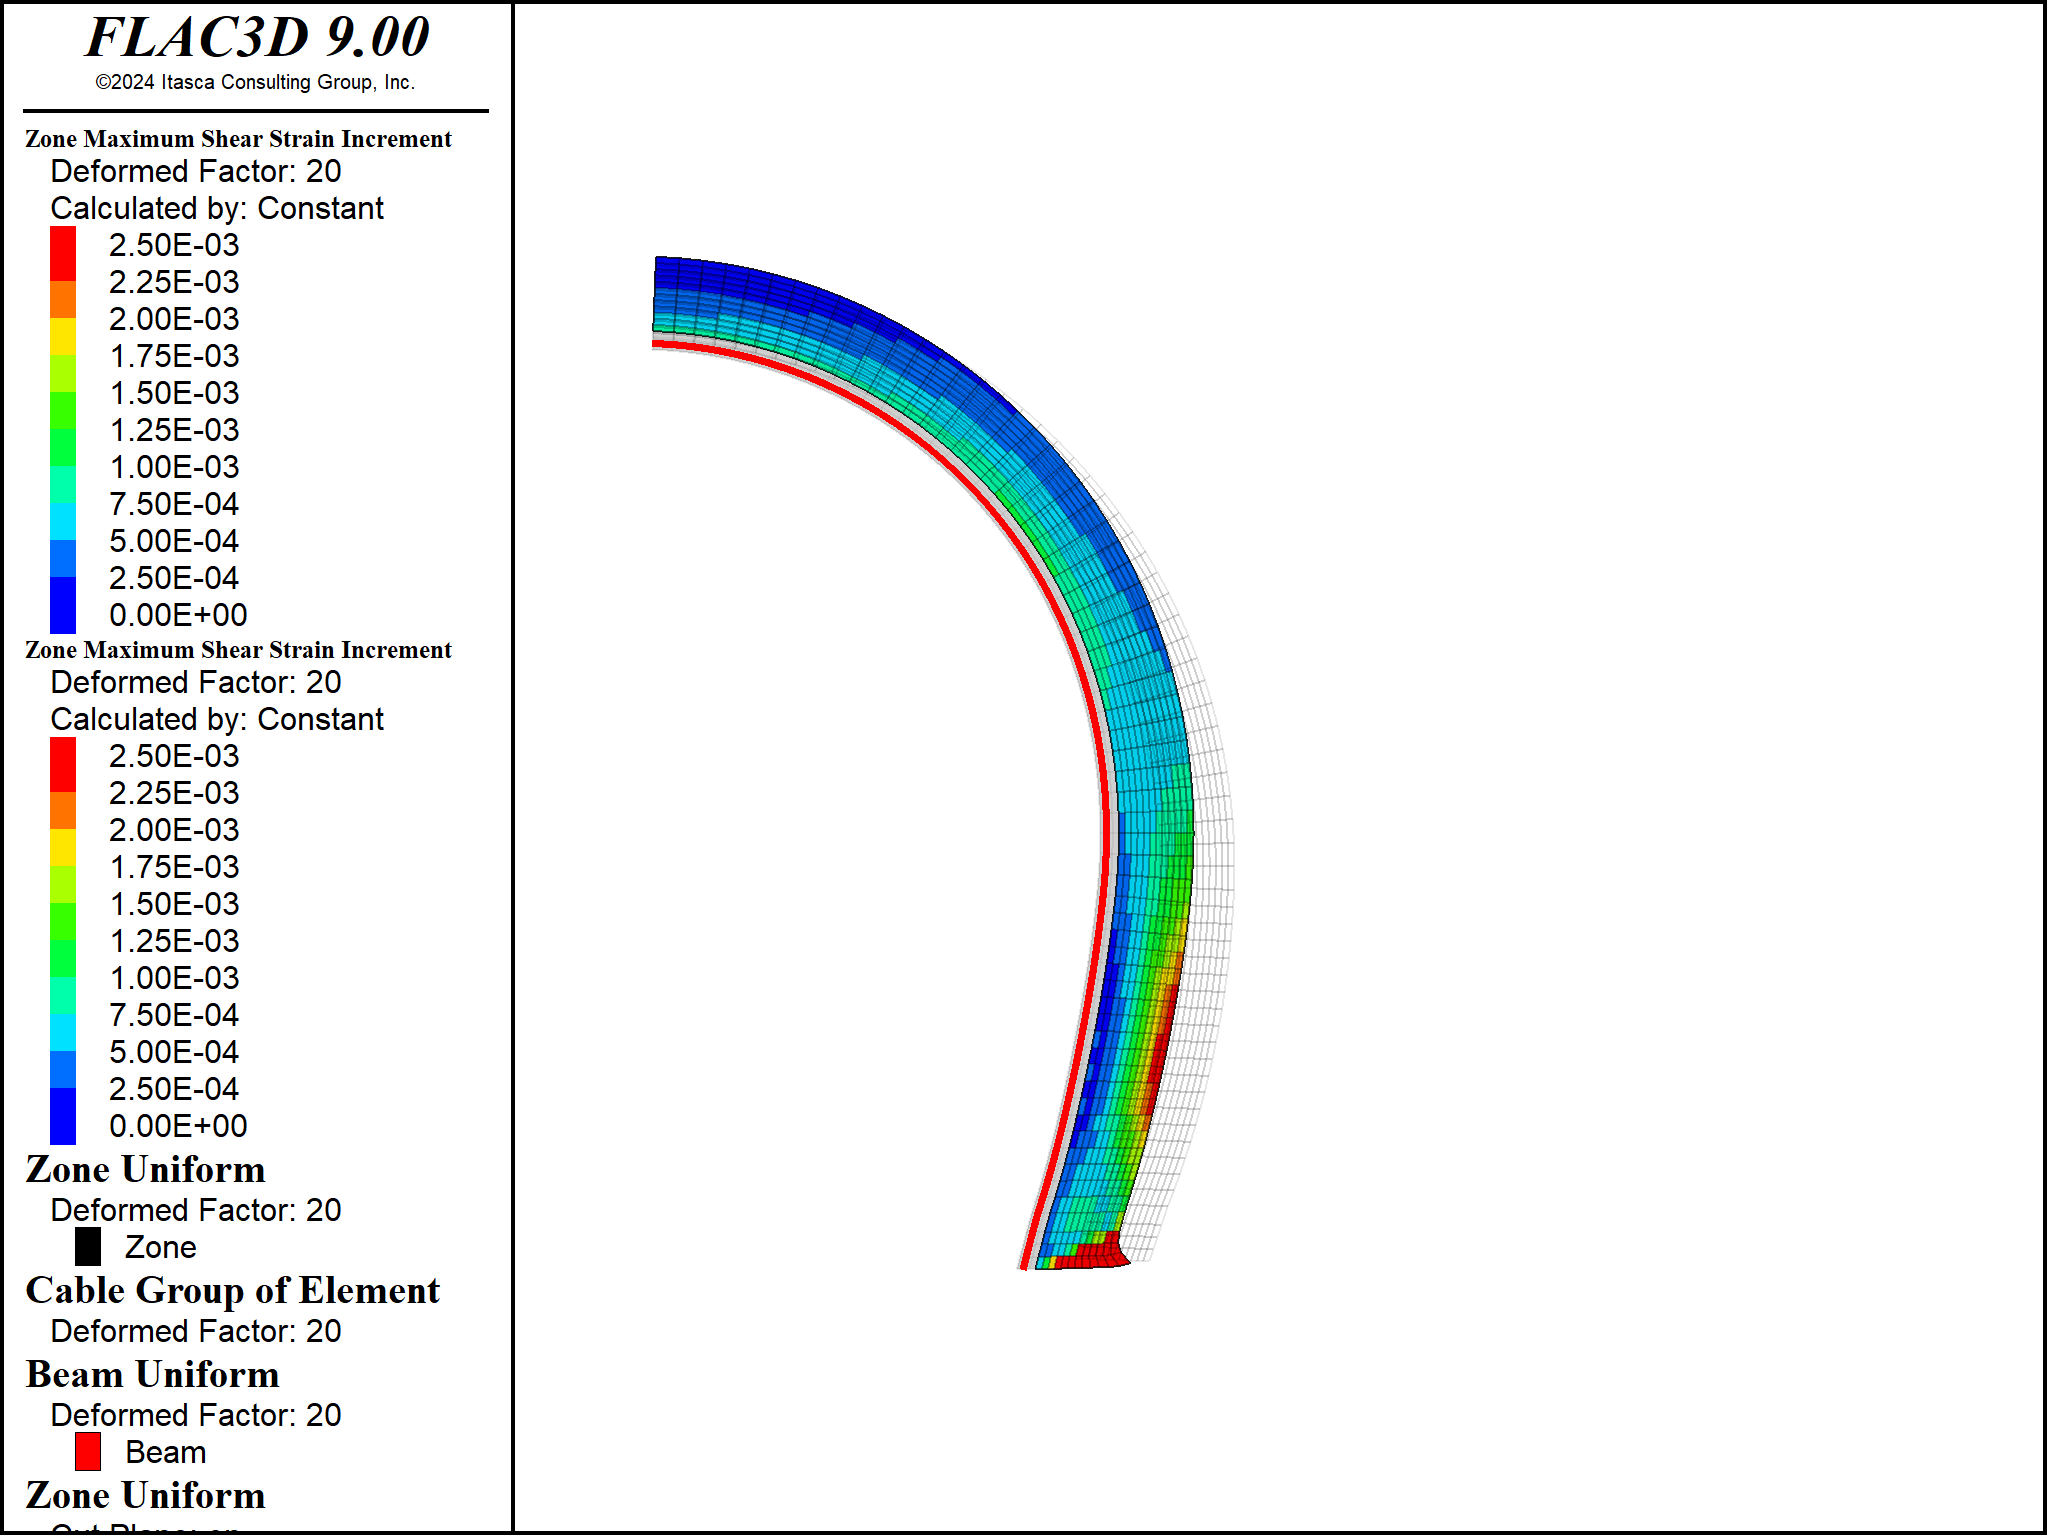 FLAC3D 9.00
©2024 Itasca Consulting Group, Inc.
Zone Maximum Shear Strain Increment
Deformed Factor: 20
Calculated by: Constant
2.50E-03
2.25E-03
2.00E-03
1.75E-03
1.50E-03
1.25E-03
1.00E-03
7.50E-04
5.00E-04
2.50E-04
0.00E+00
Zone Maximum Shear Strain Increment
Deformed Factor: 20
Calculated by: Constant
2.50E-03
2.25E-03
2.00E-03
1.75E-03
1.50E-03
1.25E-03
1.00E-03
7.50E-04
5.00E-04
2.50E-04
0.00E+00
Zone Uniform
Deformed Factor: 20
Zone
Cable Group of Element
Deformed Factor: 20
Beam Uniform
Deformed Factor: 20
Beam
Zone Uniform